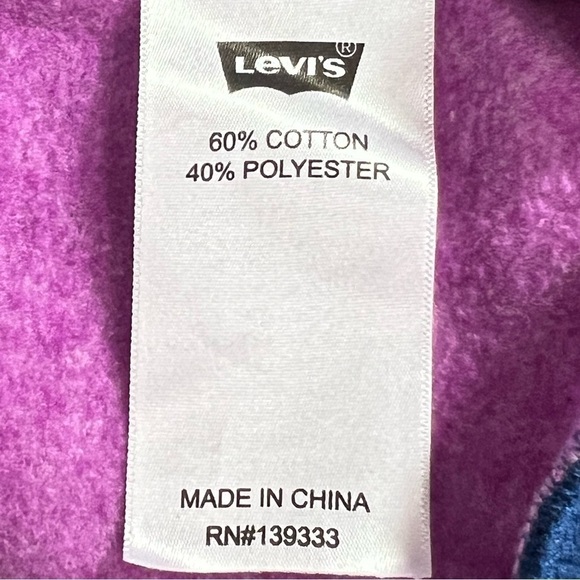 LEVI'S ®
60% COTTON
40% POLYESTER
MADE IN CHINA
RN#139333